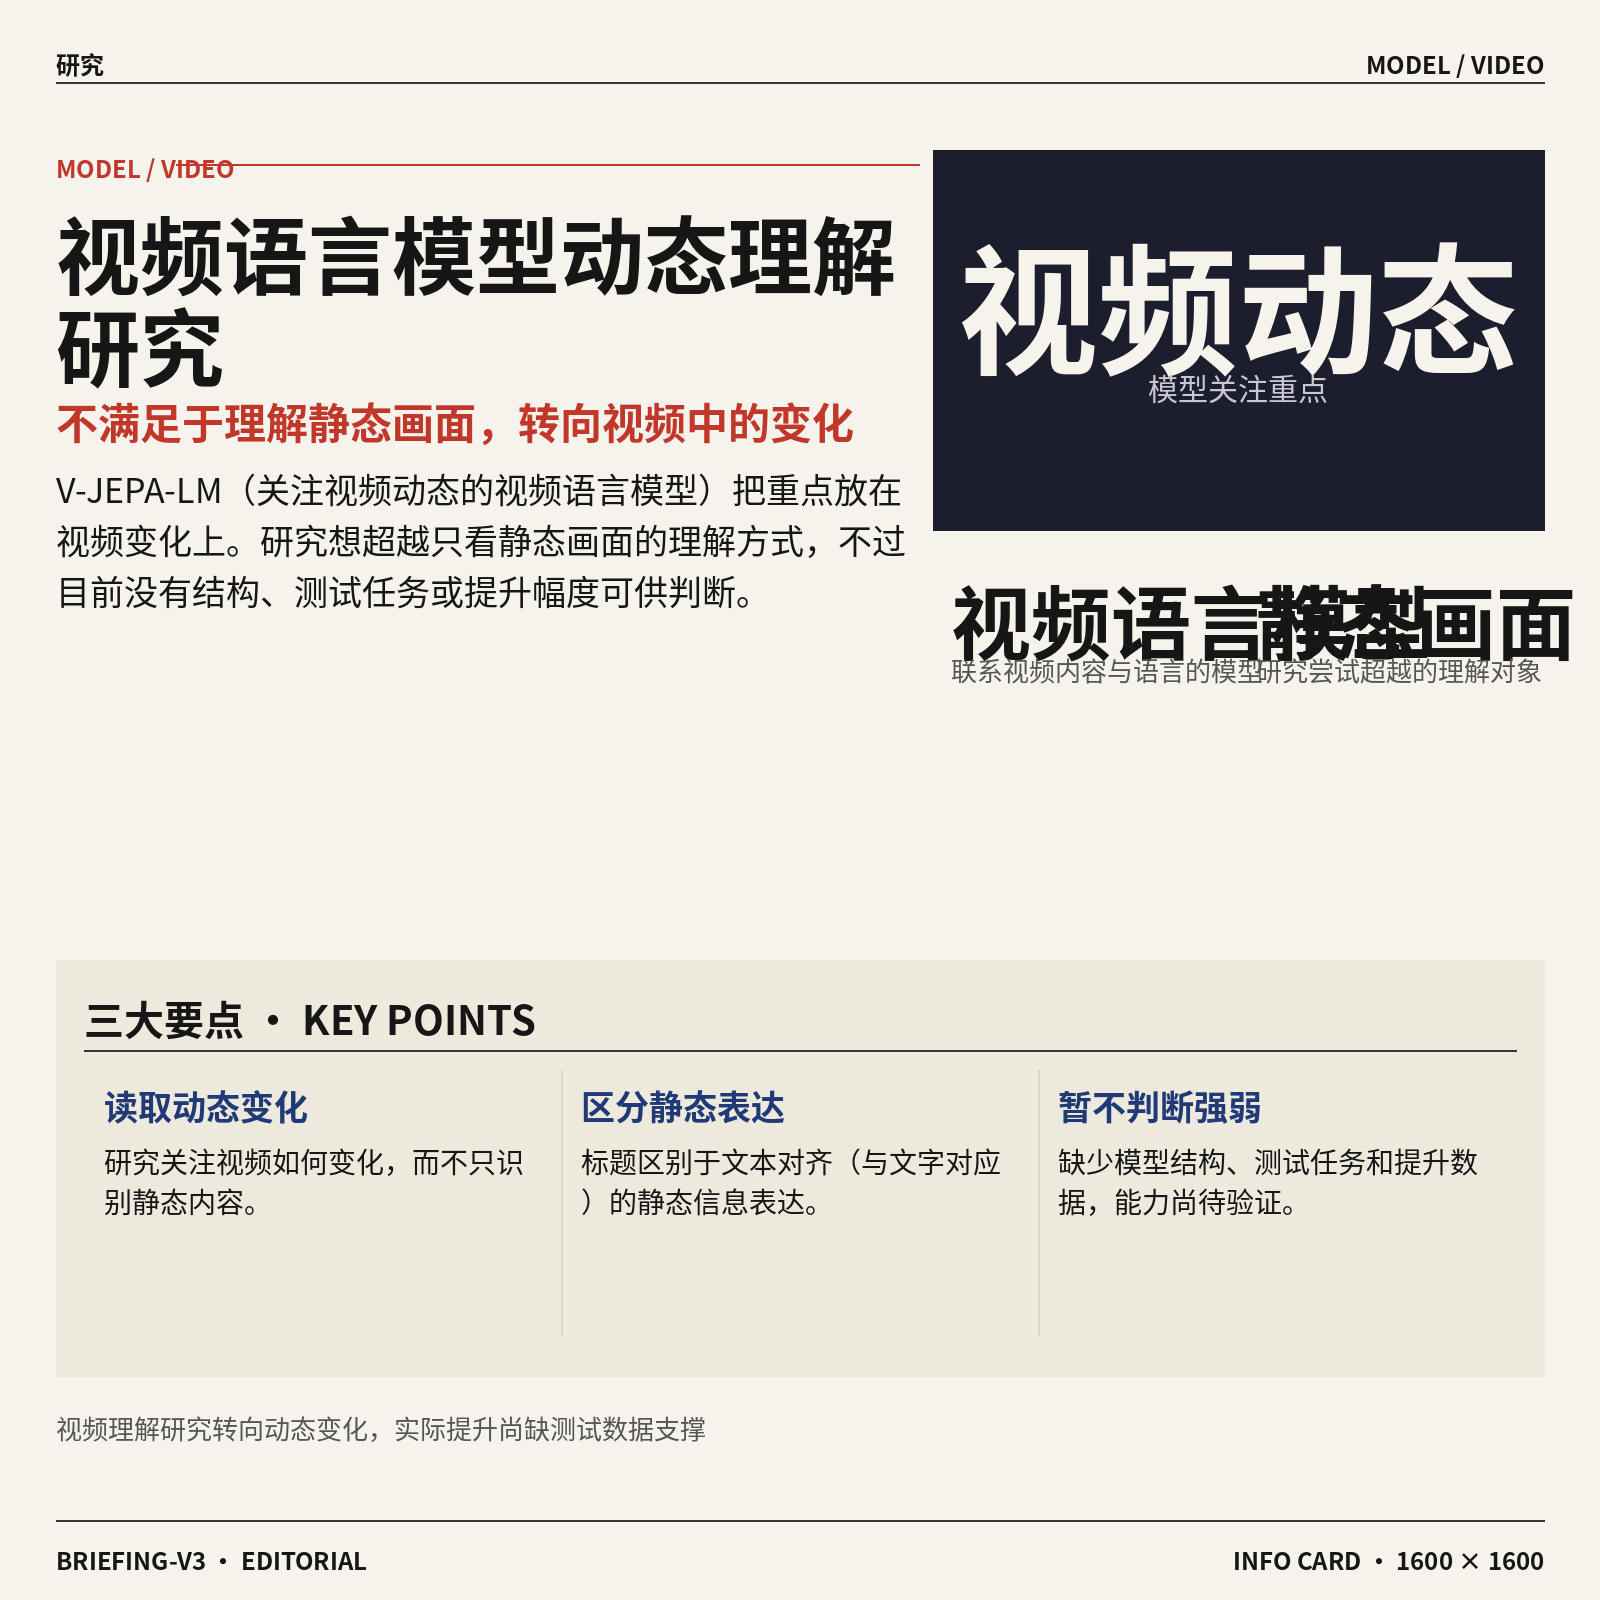 研究
MODEL / VIDEO
MODEL / VIDEO
视频语言模型动态理解
研究
不满足于理解静态画面，转向视频中的变化
V-JEPA-LM（关注视频动态的视频语言模型）把重点放在
视频变化上。研究想超越只看静态画面的理解方式，不过
目前没有结构、测试任务或提升幅度可供判断。
视频动态
模型关注重点
视频语言模型
联系视频内容与语言的模型
静态画面
研究尝试超越的理解对象
三大要点 · KEY POINTS
读取动态变化
研究关注视频如何变化，而不只识
别静态内容。
区分静态表达
标题区别于文本对齐（与文字对应
）的静态信息表达。
暂不判断强弱
缺少模型结构、测试任务和提升数
据，能力尚待验证。
视频理解研究转向动态变化，实际提升尚缺测试数据支撑
BRIEFING-V3 · EDITORIAL
INFO CARD · 1600 × 1600